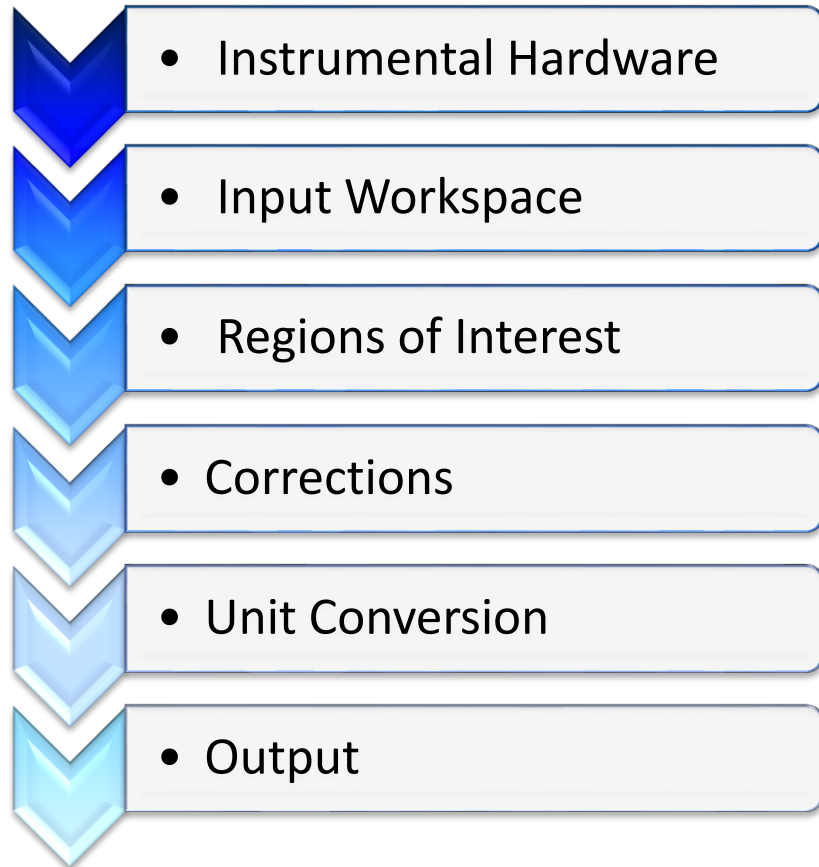 • Instrumental Hardware
• Input Workspace
• Regions of Interest
• Corrections
• Unit Conversion
• Output